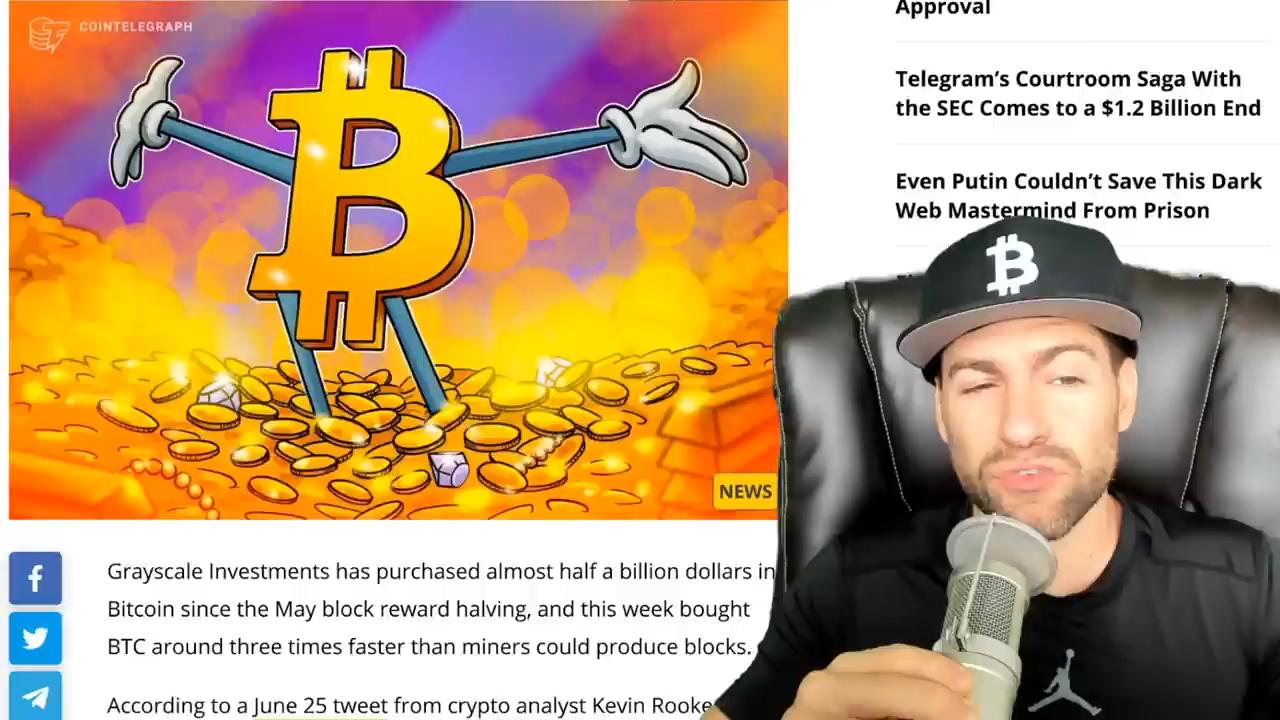 COINTELEGRAPH
NEWS
Grayscale Investments has purchased almost half a billion dollars in
Bitcoin since the May block reward halving, and this week bought
BTC around three times faster than miners could produce blocks.
According to a June 25 tweet from crypto analyst Kevin Rooke
Approval
Telegram’s Courtroom Saga With
the SEC Comes to a $1.2 Billion End
Even Putin Couldn’t Save This Dark
Web Mastermind From Prison